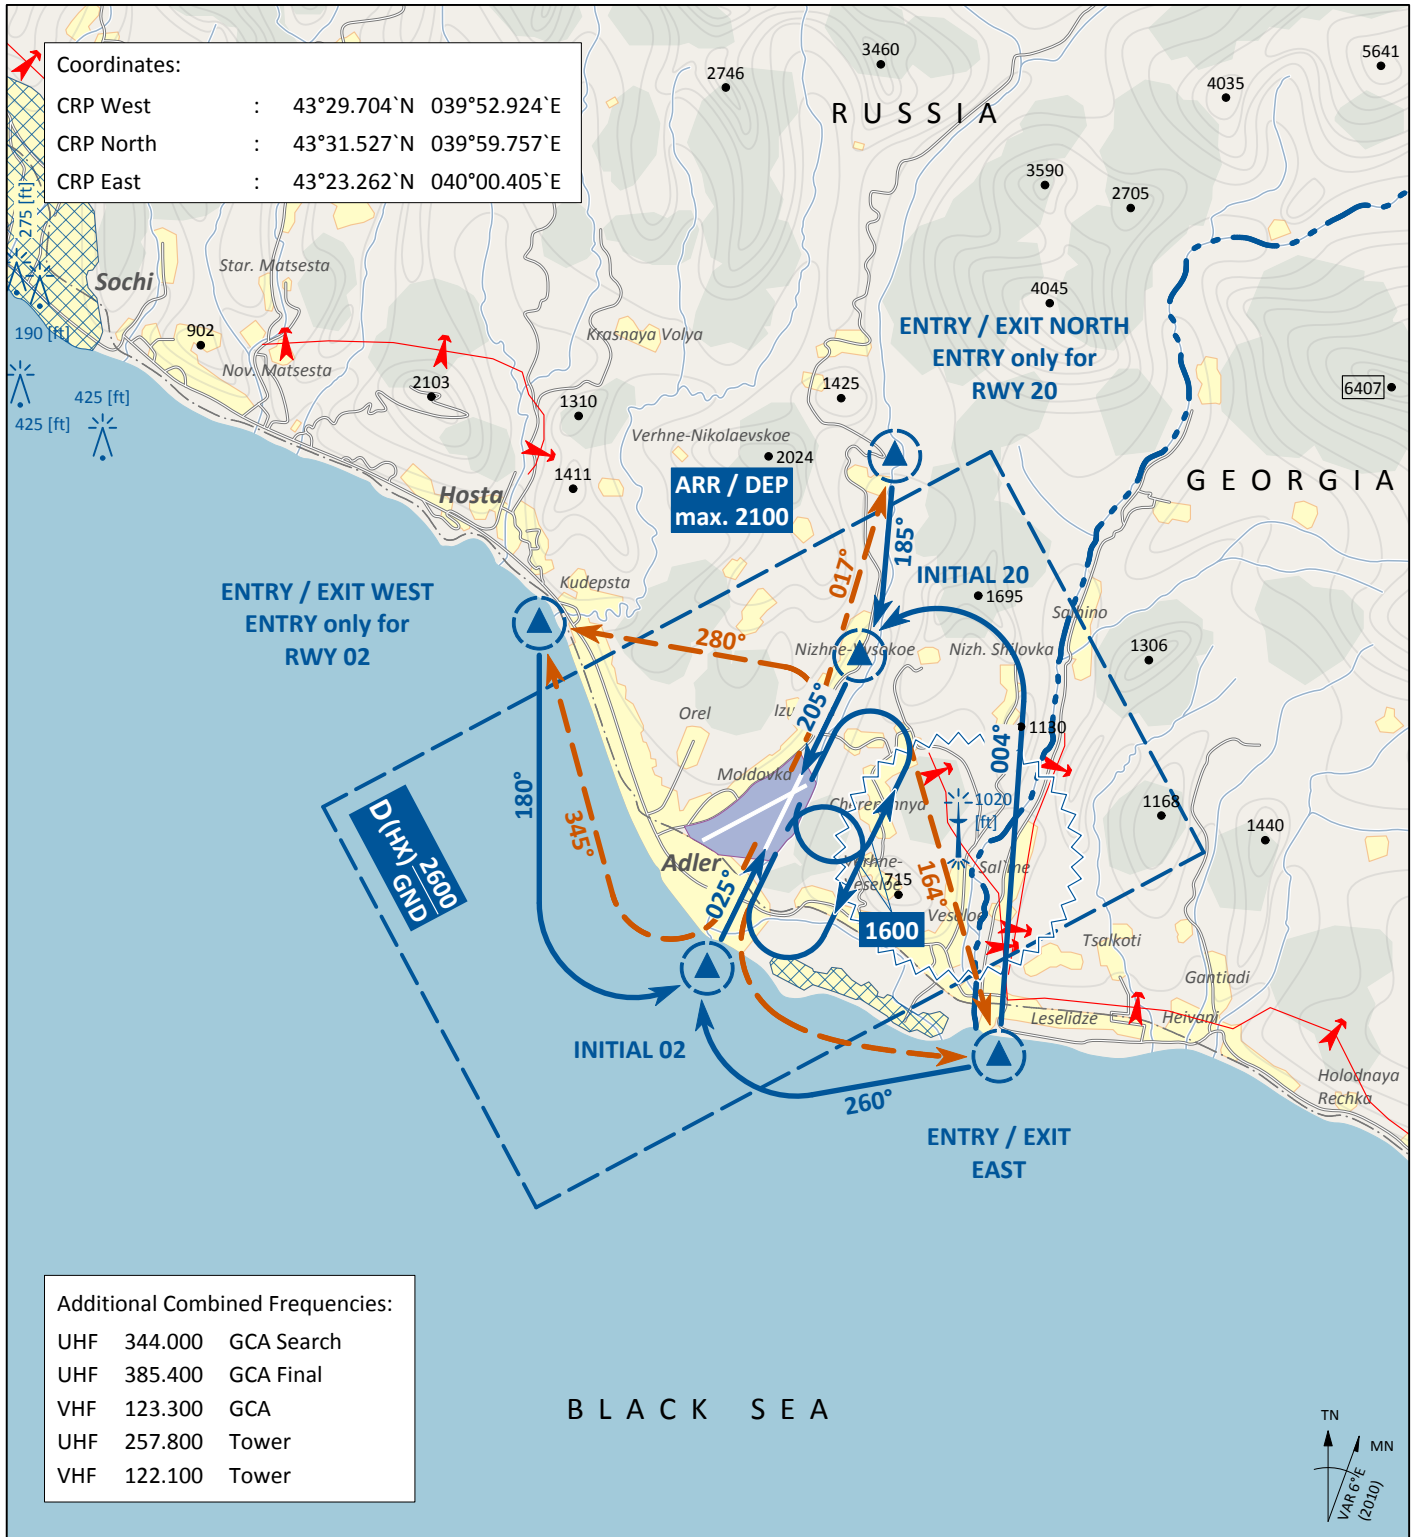 Coordinates:
CRP West : 43°29.704`N 039°52.924`E
CRP North : 43°31.527`N 039°59.757`E
CRP East : 43°23.262`N 040°00.405`E
3460
5641
2746
4035
RUSSIA
3590
2705
275 [ft]
Star. Matsesta
Sochi
4045
190 [ft]
902
Krasnaya Volya
ENTRY / EXIT NORTH
ENTRY only for
RWY 20
Nov. Matsesta
2103
425 [ft]
425 [ft]
1310
1425
6407
Verhne-Nikolaevskoe
2024
1411
Hosta
ARR / DEP
max. 2100
GEORGIA
185°
017°
INITIAL 20
1695
Kudepsta
ENTRY / EXIT WEST
ENTRY only for
RWY 02
Salnino
280°
Nizhne-Vysokoe
Nizh. Shilovka
1306
205°
Orel
Izv
1130
004°
Moldovka
180°
345°
D(HX) 2600
GND
Chereshnya
1020
[ft]
1168
1440
Adler
Verhne-
Veseloe
715
164°
Sal'me
025°
Veseloe
1600
Tsalkoti
Gantiadi
INITIAL 02
Leselidze
Heivani
260°
Holodnaya
Rechka
ENTRY / EXIT
EAST
Additional Combined Frequencies:
UHF 344.000 GCA Search
UHF 385.400 GCA Final
VHF 123.300 GCA
UHF 257.800 Tower
VHF 122.100 Tower
BLACK SEA
TN
MN
VAR 6°E
(2010)